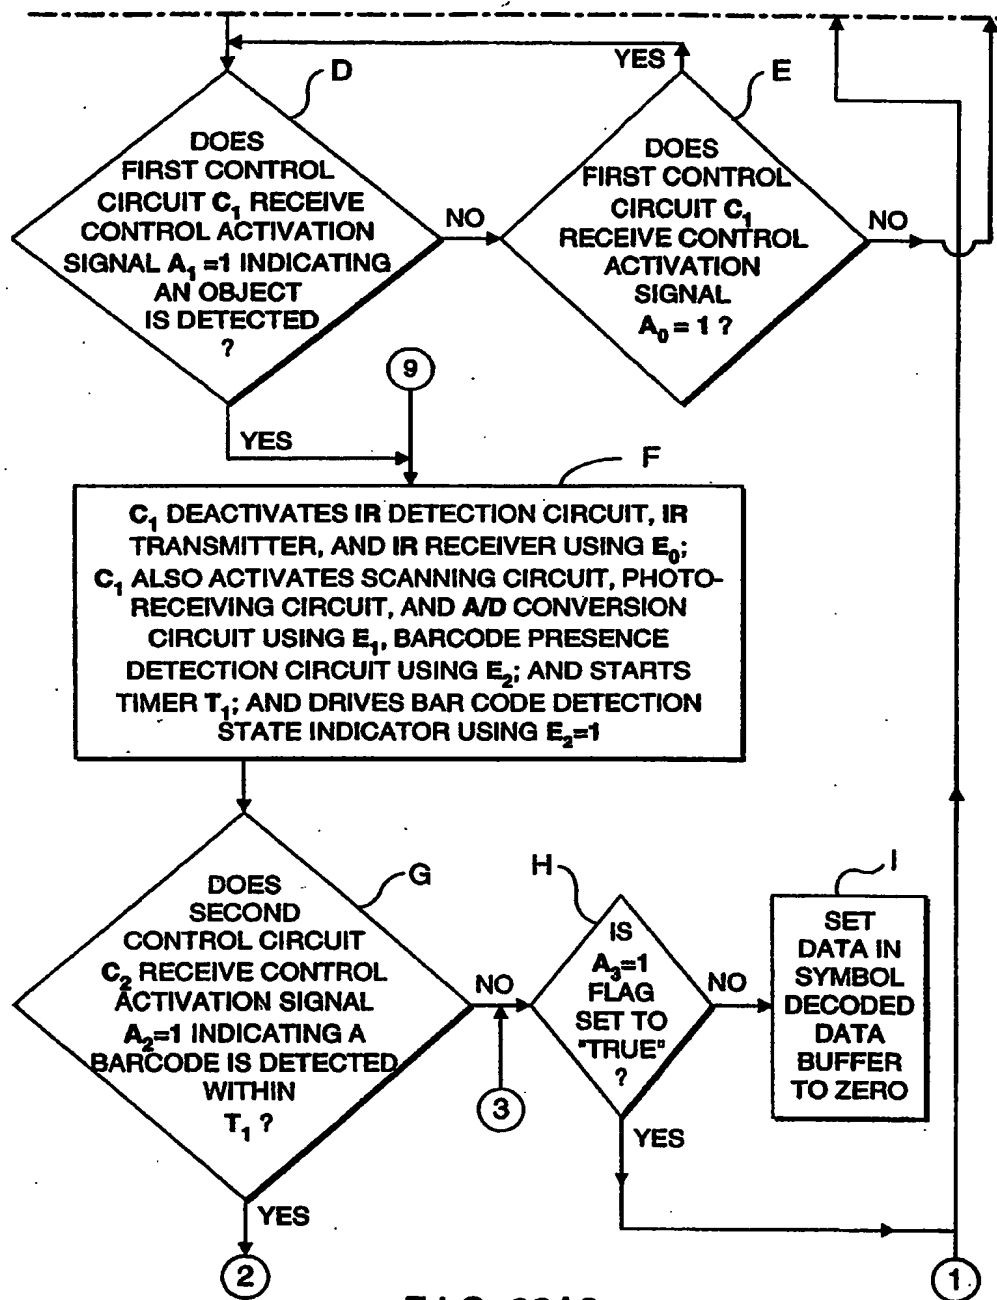 YES
D
DOES
FIRST CONTROL
CIRCUIT C₁ RECEIVE
CONTROL ACTIVATION
SIGNAL A₁ =1 INDICATING
AN OBJECT
IS DETECTED
?
NO
E
DOES
FIRST CONTROL
CIRCUIT C₁
RECEIVE CONTROL
ACTIVATION
SIGNAL
A₀ = 1 ?
NO
9
YES
F
C₁ DEACTIVATES IR DETECTION CIRCUIT, IR
TRANSMITTER, AND IR RECEIVER USING E₀;
C₁ ALSO ACTIVATES SCANNING CIRCUIT, PHOTO-
RECEIVING CIRCUIT, AND A/D CONVERSION
CIRCUIT USING E₁, BARCODE PRESENCE
DETECTION CIRCUIT USING E₂; AND STARTS
TIMER T₁; AND DRIVES BAR CODE DETECTION
STATE INDICATOR USING E₂=1
G
DOES
SECOND
CONTROL CIRCUIT
C₂ RECEIVE CONTROL
ACTIVATION SIGNAL
A₂=1 INDICATING A
BARCODE IS DETECTED
WITHIN
T₁ ?
NO
3
H
IS
A₃=1
FLAG
SET TO
"TRUE"
?
NO
I
SET
DATA IN
SYMBOL
DECODED
DATA
BUFFER
TO ZERO
YES
YES
2
1